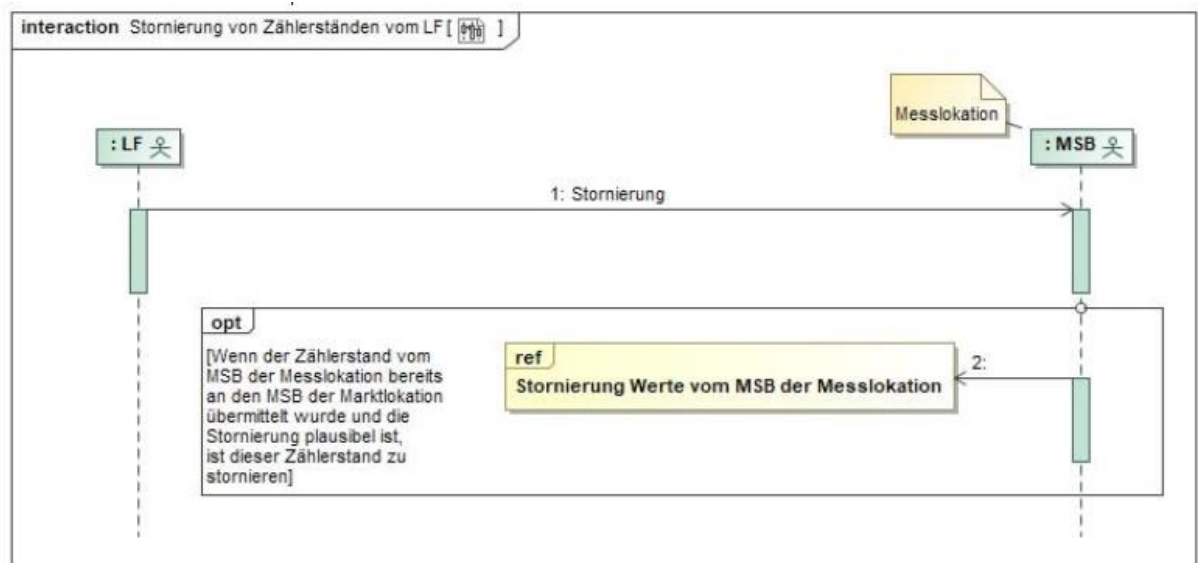 interaction Stornierung von Zählerständen vom LF [ ]
Messlokation
: LF
: MSB
1: Stornierung
opt
[Wenn der Zählerstand vom
MSB der Messlokation bereits
an den MSB der Marktlokation
übermittelt wurde und die
Stornierung plausibel ist,
ist dieser Zählerstand zu
stornieren]
ref
Stornierung Werte vom MSB der Messlokation
2: